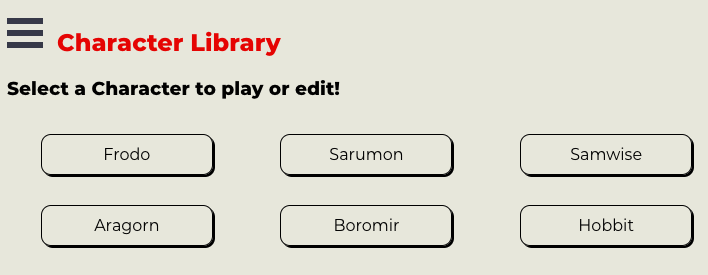 Character Library
Select a Character to play or edit!
Frodo Sarumon Samwise
Aragorn Boromir Hobbit